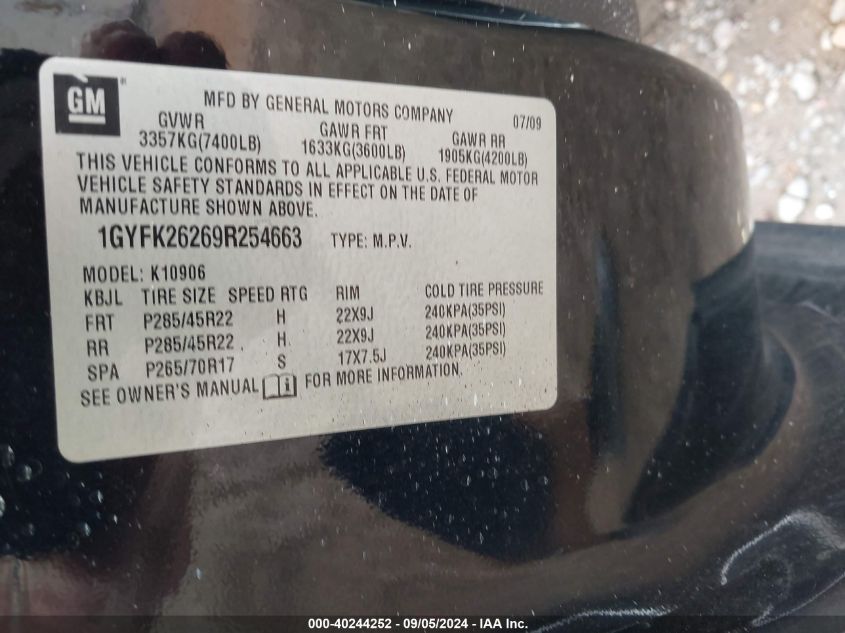 GM
MFD BY GENERAL MOTORS COMPANY 07/09
GVWR GAWR FRT GAWR RR
3357KG(7400LB) 1633KG(3600LB) 1905KG(4200LB)
THIS VEHICLE CONFORMS TO ALL APPLICABLE U.S. FEDERAL MOTOR
VEHICLE SAFETY STANDARDS IN EFFECT ON THE DATE OF
MANUFACTURE SHOWN ABOVE.
1GYFK26269R254663 TYPE: M.P.V.
MODEL: K10906
KBJL TIRE SIZE SPEED RTG RIM COLD TIRE PRESSURE
FRT P285/45R22 H 22X9J 240KPA(35PSI)
RR P285/45R22 H 22X9J 240KPA(35PSI)
SPA P265/70R17 S 17X7.5J 240KPA(35PSI)
SEE OWNER'S MANUAL FOR MORE INFORMATION.
000-40244252 - 09/05/2024 - IAA Inc.